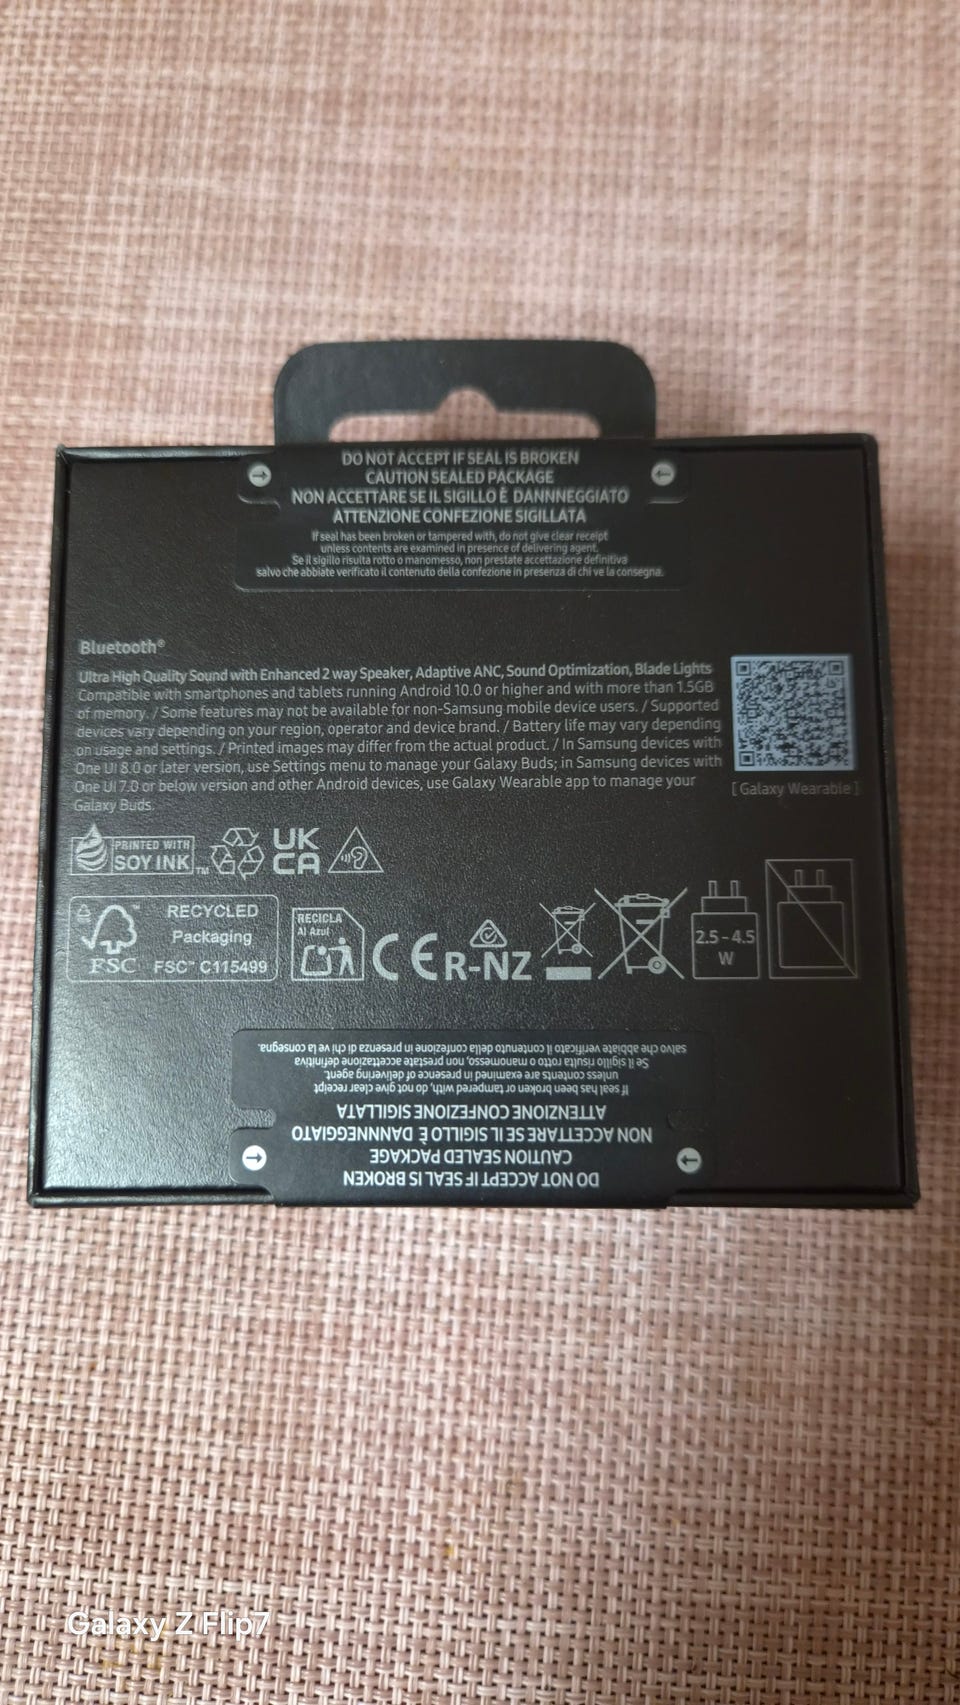 DO NOT ACCEPT IF SEAL IS BROKEN
CAUTION SEALED PACKAGE
NON ACCETTARE SE IL SIGILLO È DANNNEGGIATO
ATTENZIONE CONFEZIONE SIGILLATA
If seal has been broken or tampered with, do not give clear receipt
unless contents are examined in presence of delivering agent.
Se il sigillo risulta rotto o manomesso, non prestate accettazione definitiva
salvo che abbiate verificato il contenuto della confezione in presenza di chi ve la consegna.
Bluetooth®
Ultra High Quality Sound with Enhanced 2 way Speaker, Adaptive ANC, Sound Optimization, Blade Lights
Compatible with smartphones and tablets running Android 10.0 or higher and with more than 1.5GB
of memory. / Some features may not be available for non-Samsung mobile device users. / Supported
devices vary depending on your region, operator and device brand. / Battery life may vary depending
on usage and settings. / Printed images may differ from the actual product. / In Samsung devices with
One UI 8.0 or later version, use Settings menu to manage your Galaxy Buds; in Samsung devices with
One UI 7.0 or below version and other Android devices, use Galaxy Wearable app to manage your
Galaxy Buds.
[ Galaxy Wearable ]
PRINTED WITH
SOY INK™
UK
CA
RECYCLED
Packaging
FSC™ C115499
FSC™
RECICLA
Al Azul
CE
R-NZ
2.5 - 4.5
W
DO NOT ACCEPT IF SEAL IS BROKEN
CAUTION SEALED PACKAGE
NON ACCETTARE SE IL SIGILLO È DANNNEGGIATO
ATTENZIONE CONFEZIONE SIGILLATA
If seal has been broken or tampered with, do not give clear receipt
unless contents are examined in presence of delivering agent.
Se il sigillo risulta rotto o manomesso, non prestate accettazione definitiva
salvo che abbiate verificato il contenuto della confezione in presenza di chi ve la consegna.
Galaxy Z Flip7